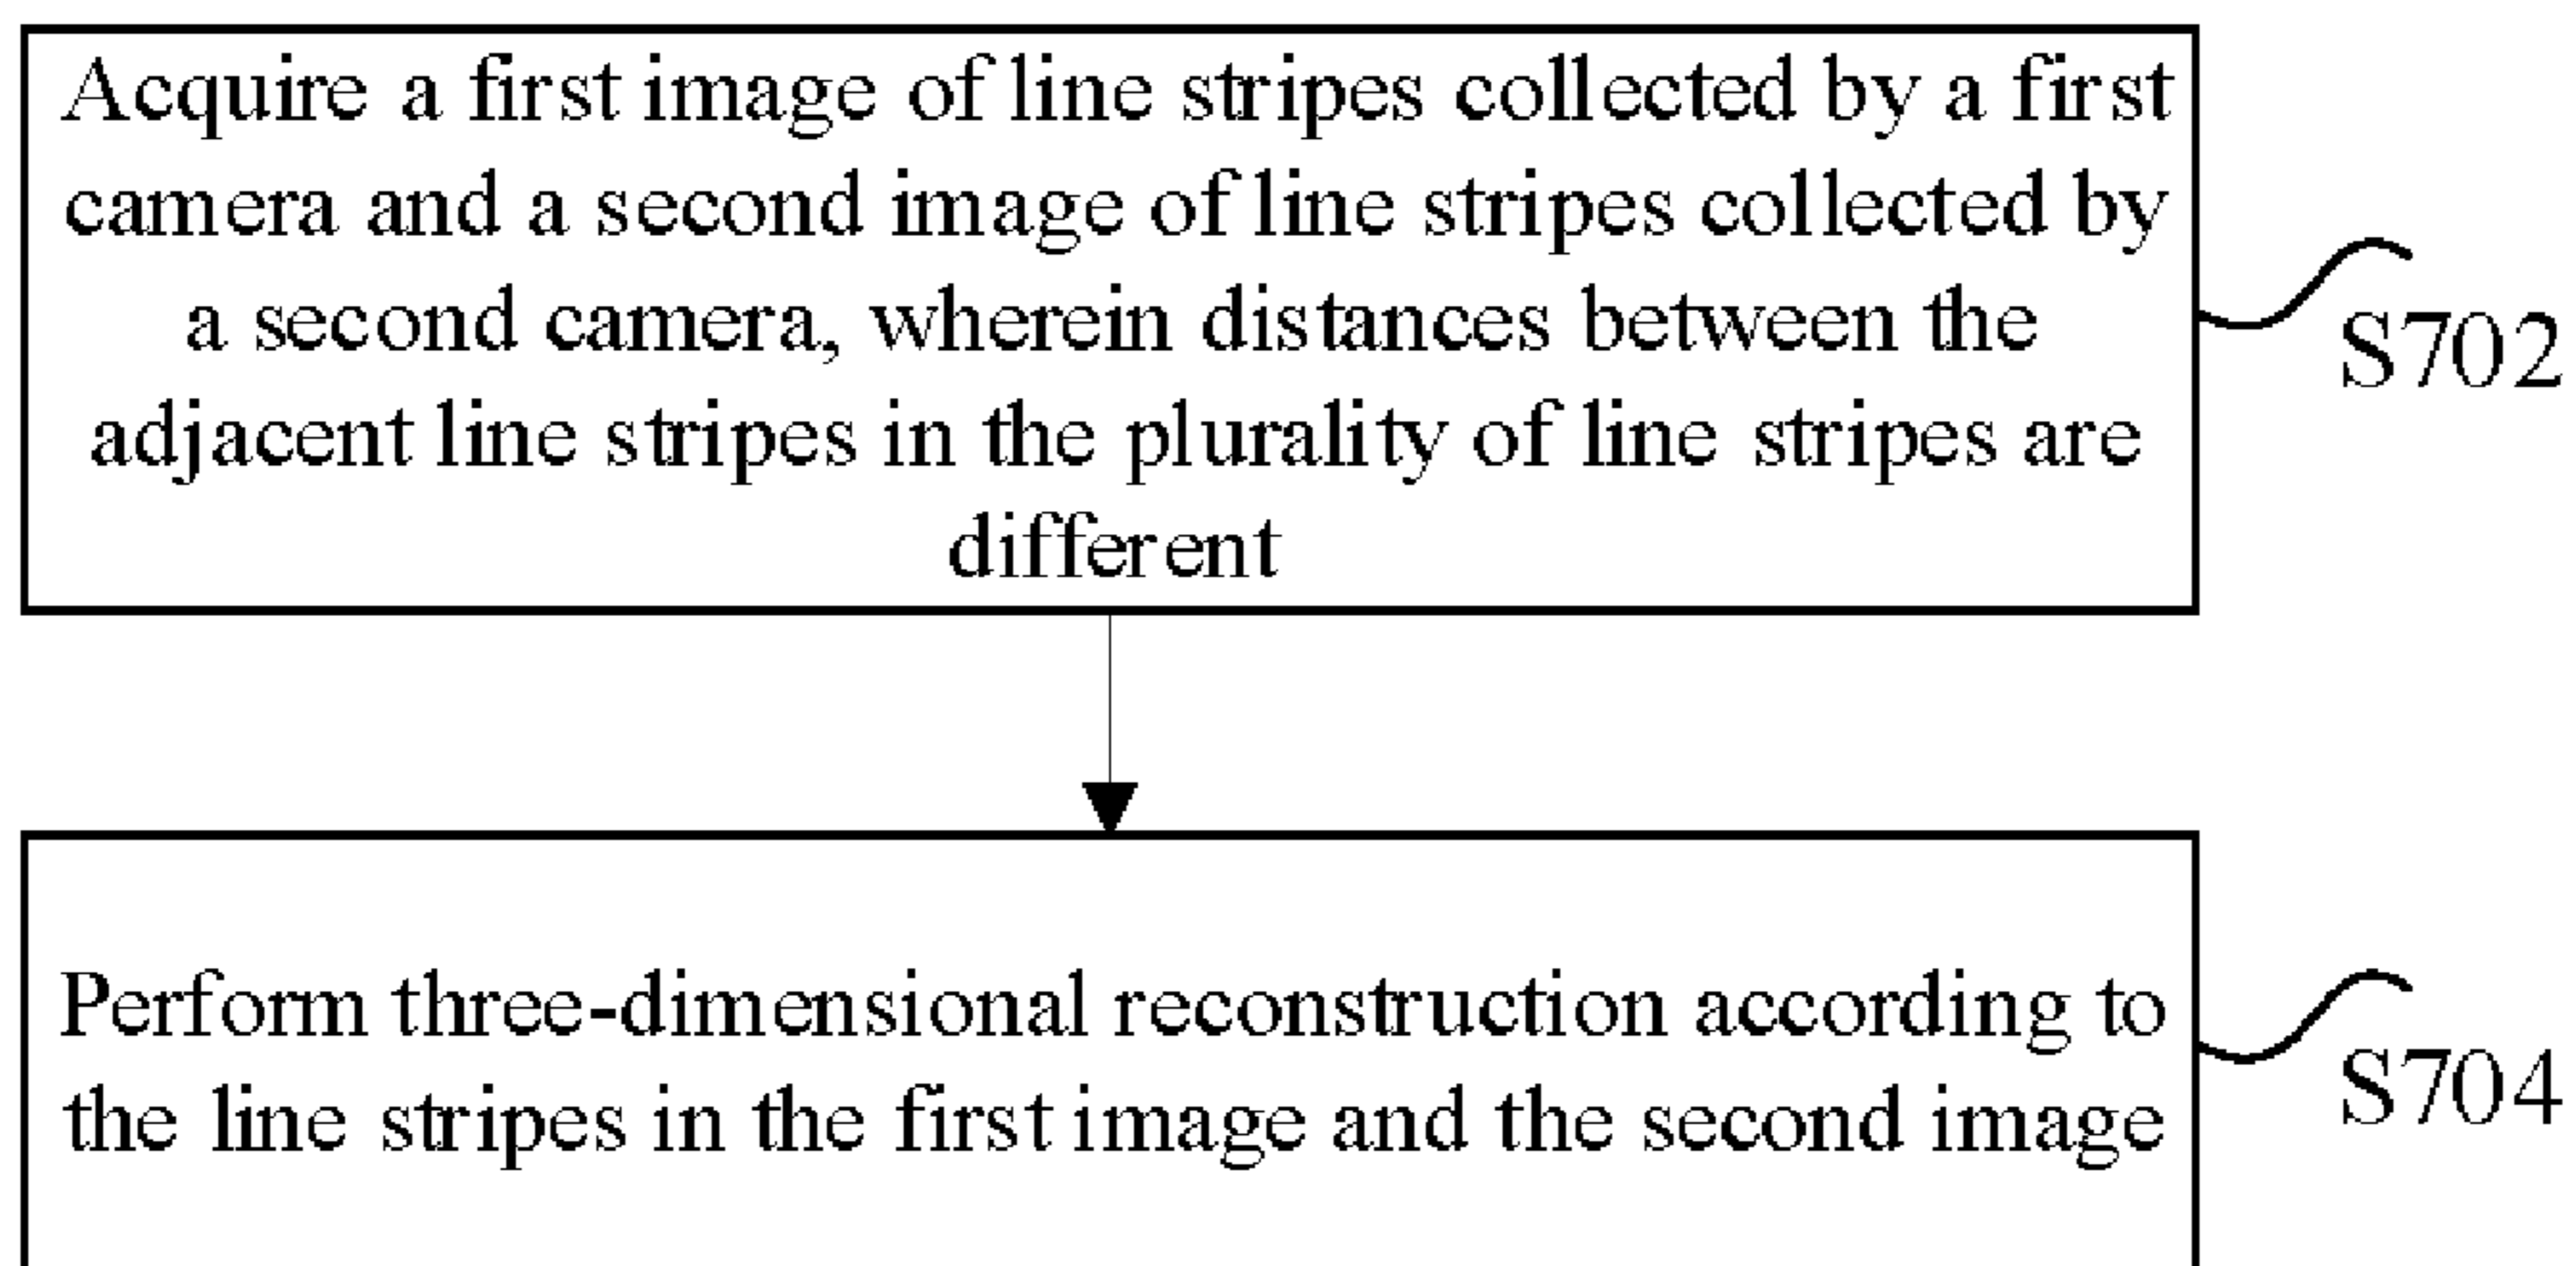 Acquire a first image of line stripes collected by a first
camera and a second image of line stripes collected by
a second camera, wherein distances between the
adjacent line stripes in the plurality of line stripes are
different
S702
Perform three-dimensional reconstruction according to
the line stripes in the first image and the second image
S704